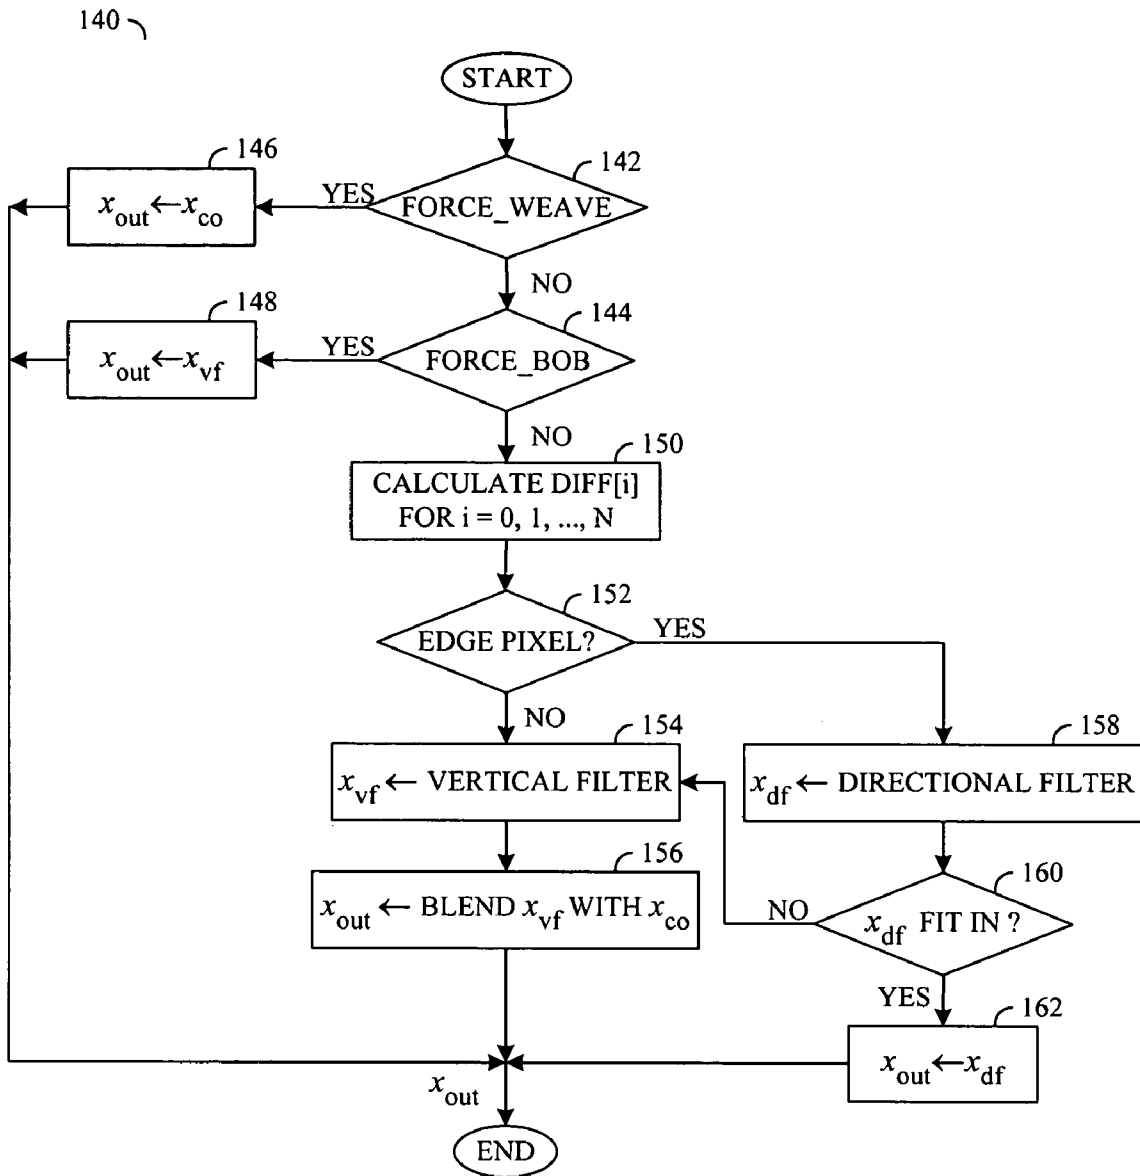 140
START
146
142
x_out ← x_co
YES
FORCE_WEAVE
NO
148
144
x_out ← x_vf
YES
FORCE_BOB
NO
150
CALCULATE DIFF[i]
FOR i = 0, 1, ..., N
152
EDGE PIXEL?
YES
NO
154
158
x_vf ← VERTICAL FILTER
x_df ← DIRECTIONAL FILTER
156
160
x_out ← BLEND x_vf WITH x_co
NO
x_df FIT IN ?
YES
162
x_out ← x_df
x_out
END